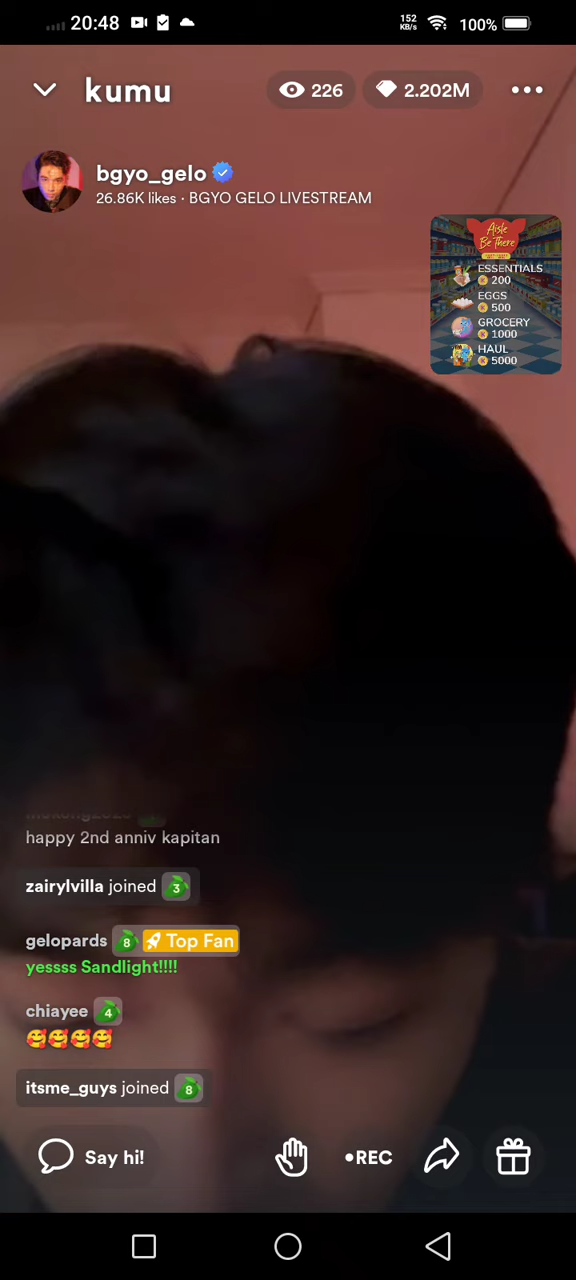 20:48
152
KB/s
100%
kumu
226
2.202M
bgyo_gelo
26.86K likes · BGYO GELO LIVESTREAM
Aisle
Be There
ESSENTIALS
200
EGGS
500
GROCERY
1000
HAUL
5000
happy 2nd anniv kapitan
zairylvilla joined 3
gelopards 8 Top Fan
yessss Sandlight!!!!
chiayee 4
🥰🥰🥰🥰
itsme_guys joined 8
Say hi!
•REC